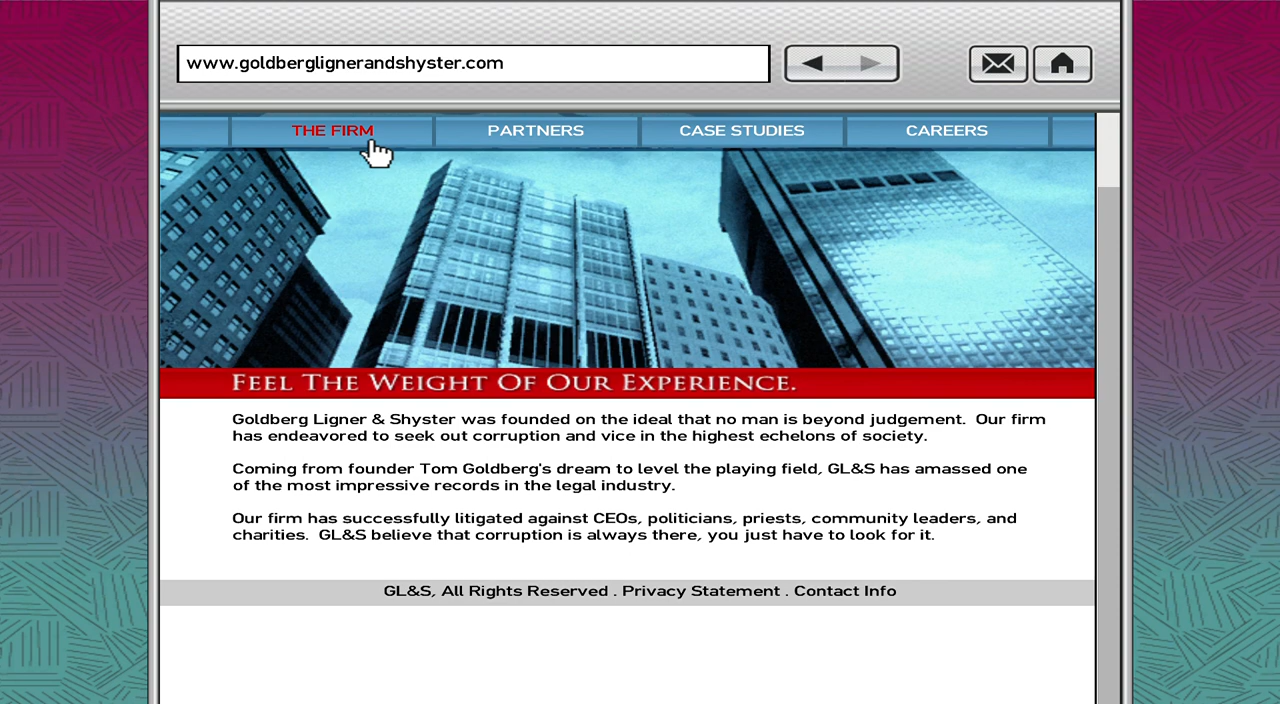 www.goldberglignerandshyster.com
THE FIRM PARTNERS CASE STUDIES CAREERS
FEEL THE WEIGHT OF OUR EXPERIENCE.
Goldberg Ligner & Shyster was founded on the ideal that no man is beyond judgement.  Our firm
has endeavored to seek out corruption and vice in the highest echelons of society.
Coming from founder Tom Goldberg's dream to level the playing field, GL&S has amassed one
of the most impressive records in the legal industry.
Our firm has successfully litigated against CEOs, politicians, priests, community leaders, and
charities.  GL&S believe that corruption is always there, you just have to look for it.
GL&S, All Rights Reserved . Privacy Statement . Contact Info